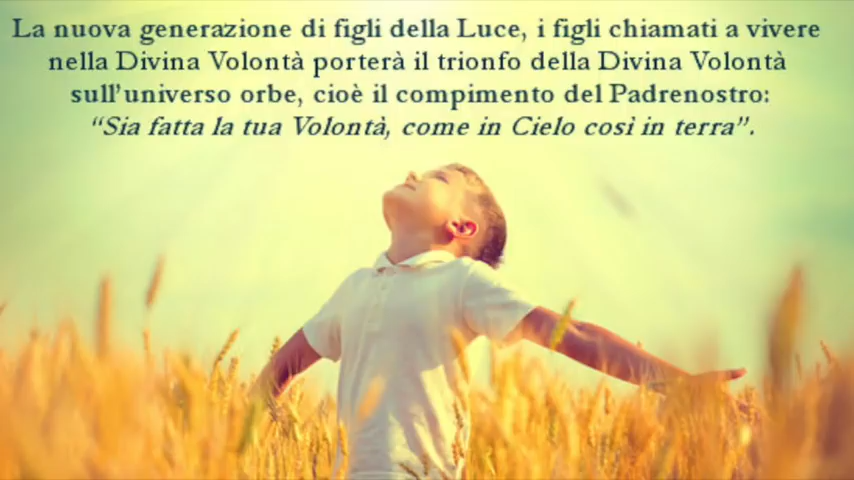 La nuova generazione di figli della Luce, i figli chiamati a vivere
nella Divina Volontà porterà il trionfo della Divina Volontà
sull'universo orbe, cioè il compimento del Padrenostro:
“Sia fatta la tua Volontà, come in Cielo così in terra”.